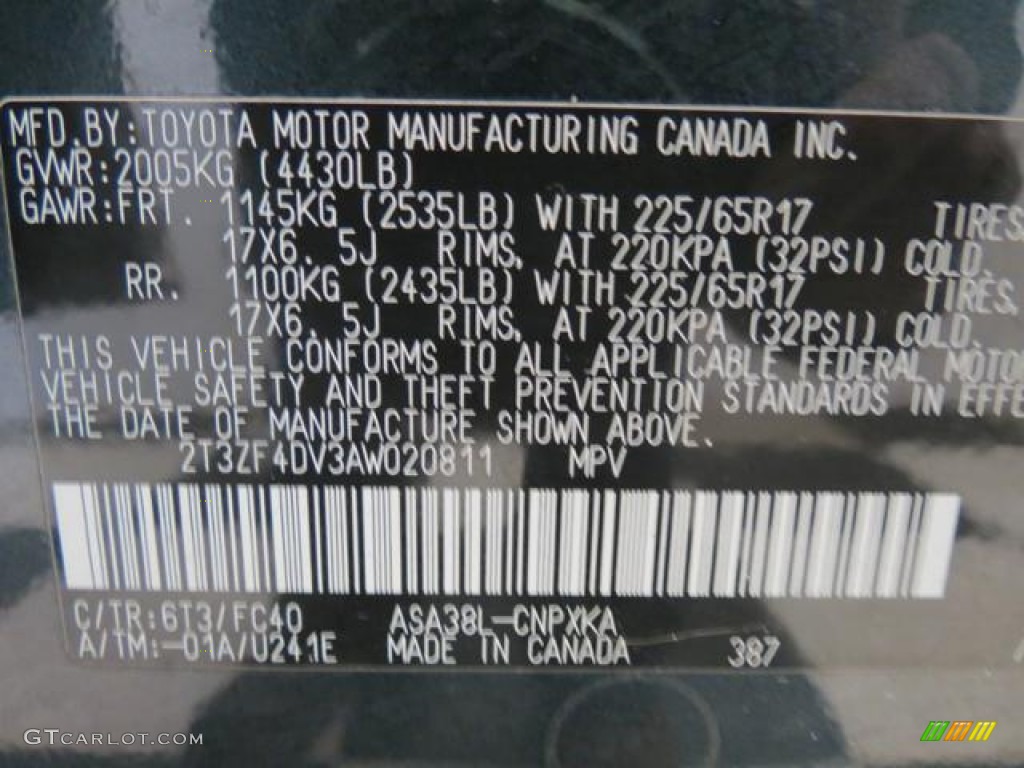 MFD.BY:TOYOTA MOTOR MANUFACTURING CANADA INC.
GVWR:2005KG (4430LB)
GAWR:FRT. 1145KG (2535LB) WITH 225/65R17 TIRES
17X6.5J RIMS, AT 220KPA (32PSI) COLD.
RR. 1100KG (2435LB) WITH 225/65R17 TIRES.
17X6.5J RIMS, AT 220KPA (32PSI) COLD.
THIS VEHICLE CONFORMS TO ALL APPLICABLE FEDERAL MOTO
VEHICLE SAFETY AND THEFT PREVENTION STANDARDS IN EFFE
THE DATE OF MANUFACTURE SHOWN ABOVE.
2T3ZF4DV3AW020811 MPV
C/TR:6T3/FC40 ASA38L-CNPXKA
A/TM:-01A/U241E MADE IN CANADA 387
GTCARLOT.COM